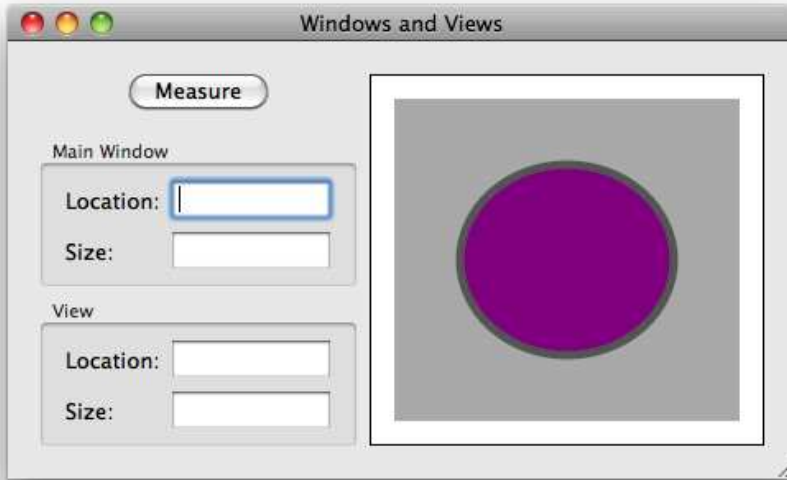 Windows and Views
Measure
Main Window
Location:
Size:
View
Location:
Size: